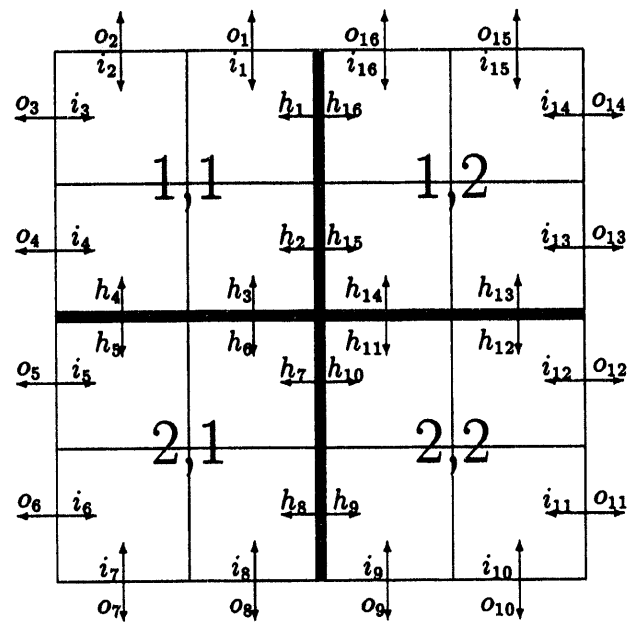 o₂ o₁ o₁₆ o₁₅
i₂ i₁ i₁₆ i₁₅
o₃ i₃ h₁ h₁₆ i₁₄ o₁₄
1,1 1,2
o₄ i₄ h₂ h₁₅ i₁₃ o₁₃
h₄ h₃ h₁₄ h₁₃
h₅ h₆ h₁₁ h₁₂
o₅ i₅ h₇ h₁₀ i₁₂ o₁₂
2,1 2,2
o₆ i₆ h₈ h₉ i₁₁ o₁₁
i₇ i₈ i₉ i₁₀
o₇ o₈ o₉ o₁₀